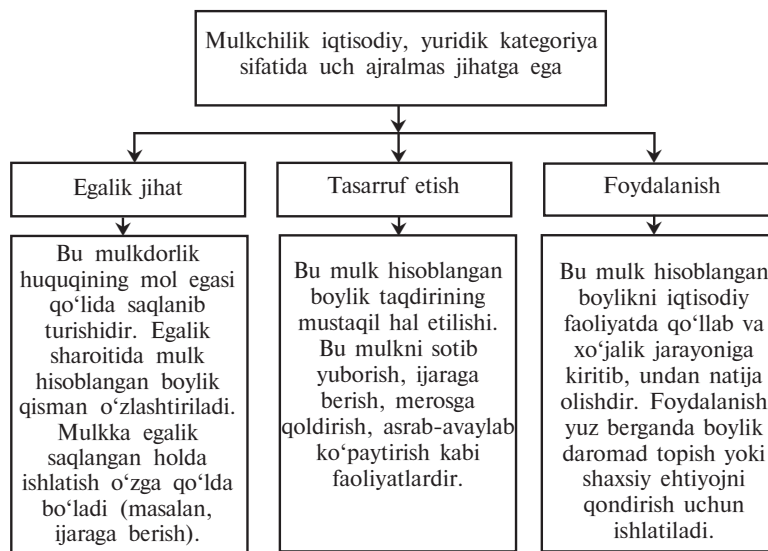 Mulkchilik iqtisodiy, yuridik kategoriya
sifatida uch ajralmas jihatga ega
Egalik jihat
Tasarruf etish
Foydalanish
Bu mulkdorlik
huquqining mol egasi
qo‘lida saqlanib
turishidir. Egalik
sharoitida mulk
hisoblangan boylik
qisman o‘zlashtiriladi.
Mulkka egalik
saqlangan holda
ishlatish o‘zga qo‘lda
bo‘ladi (masalan,
ijaraga berish).
Bu mulk hisoblangan
boylik taqdirining
mustaqil hal etilishi.
Bu mulkni sotib
yuborish, ijaraga
berish, merosga
qoldirish, asrab-avaylab
ko‘paytirish kabi
faoliyatlardir.
Bu mulk hisoblangan
boylikni iqtisodiy
faoliyatda qo‘llab va
xo‘jalik jarayoniga
kiritib, undan natija
olishdir. Foydalanish
yuz berganda boylik
daromad topish yoki
shaxsiy ehtiyojni
qondirish uchun
ishlatiladi.